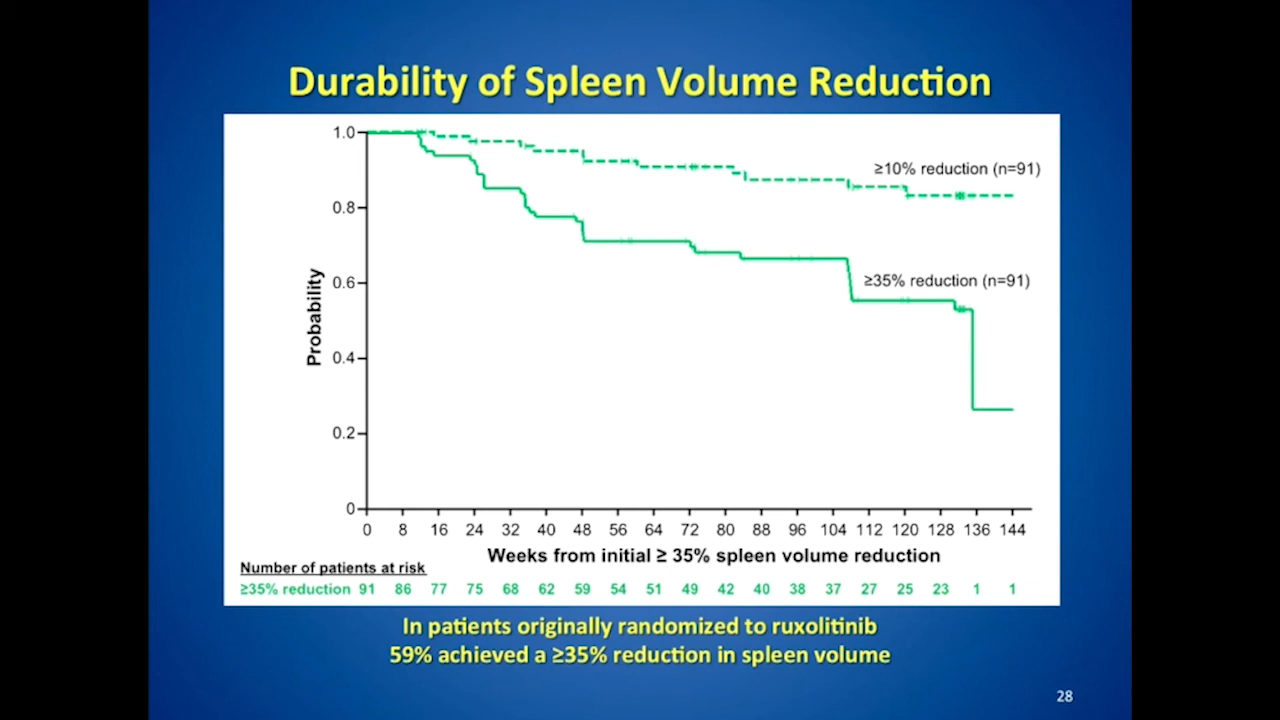 Durability of Spleen Volume Reduction
1.0
0.8
0.6
0.4
0.2
0
Probability
≥10% reduction (n=91)
≥35% reduction (n=91)
0 8 16 24 32 40 48 56 64 72 80 88 96 104 112 120 128 136 144
Weeks from initial ≥ 35% spleen volume reduction
Number of patients at risk
≥35% reduction 91 86 77 75 68 62 59 54 51 49 42 40 38 37 27 25 23 1 1
In patients originally randomized to ruxolitinib
59% achieved a ≥35% reduction in spleen volume
28